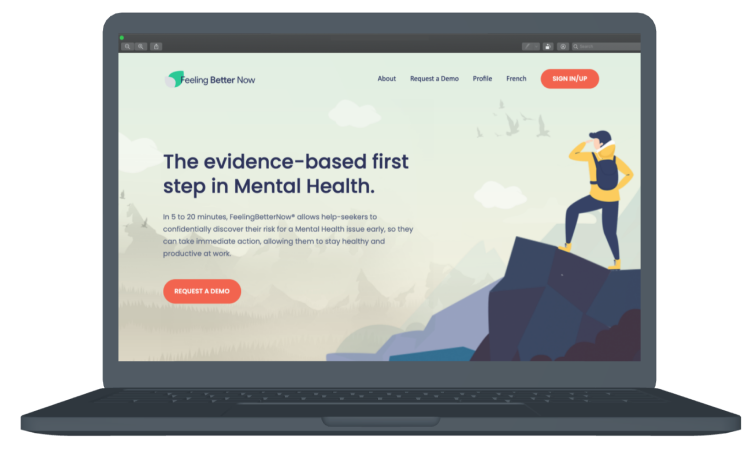 Search
Feeling Better Now
About
Request a Demo
Profile
French
SIGN IN/UP
The evidence-based first
step in Mental Health.
In 5 to 20 minutes, FeelingBetterNow® allows help-seekers to
confidentially discover their risk for a Mental Health issue early, so they
can take immediate action, allowing them to stay healthy and
productive at work.
REQUEST A DEMO